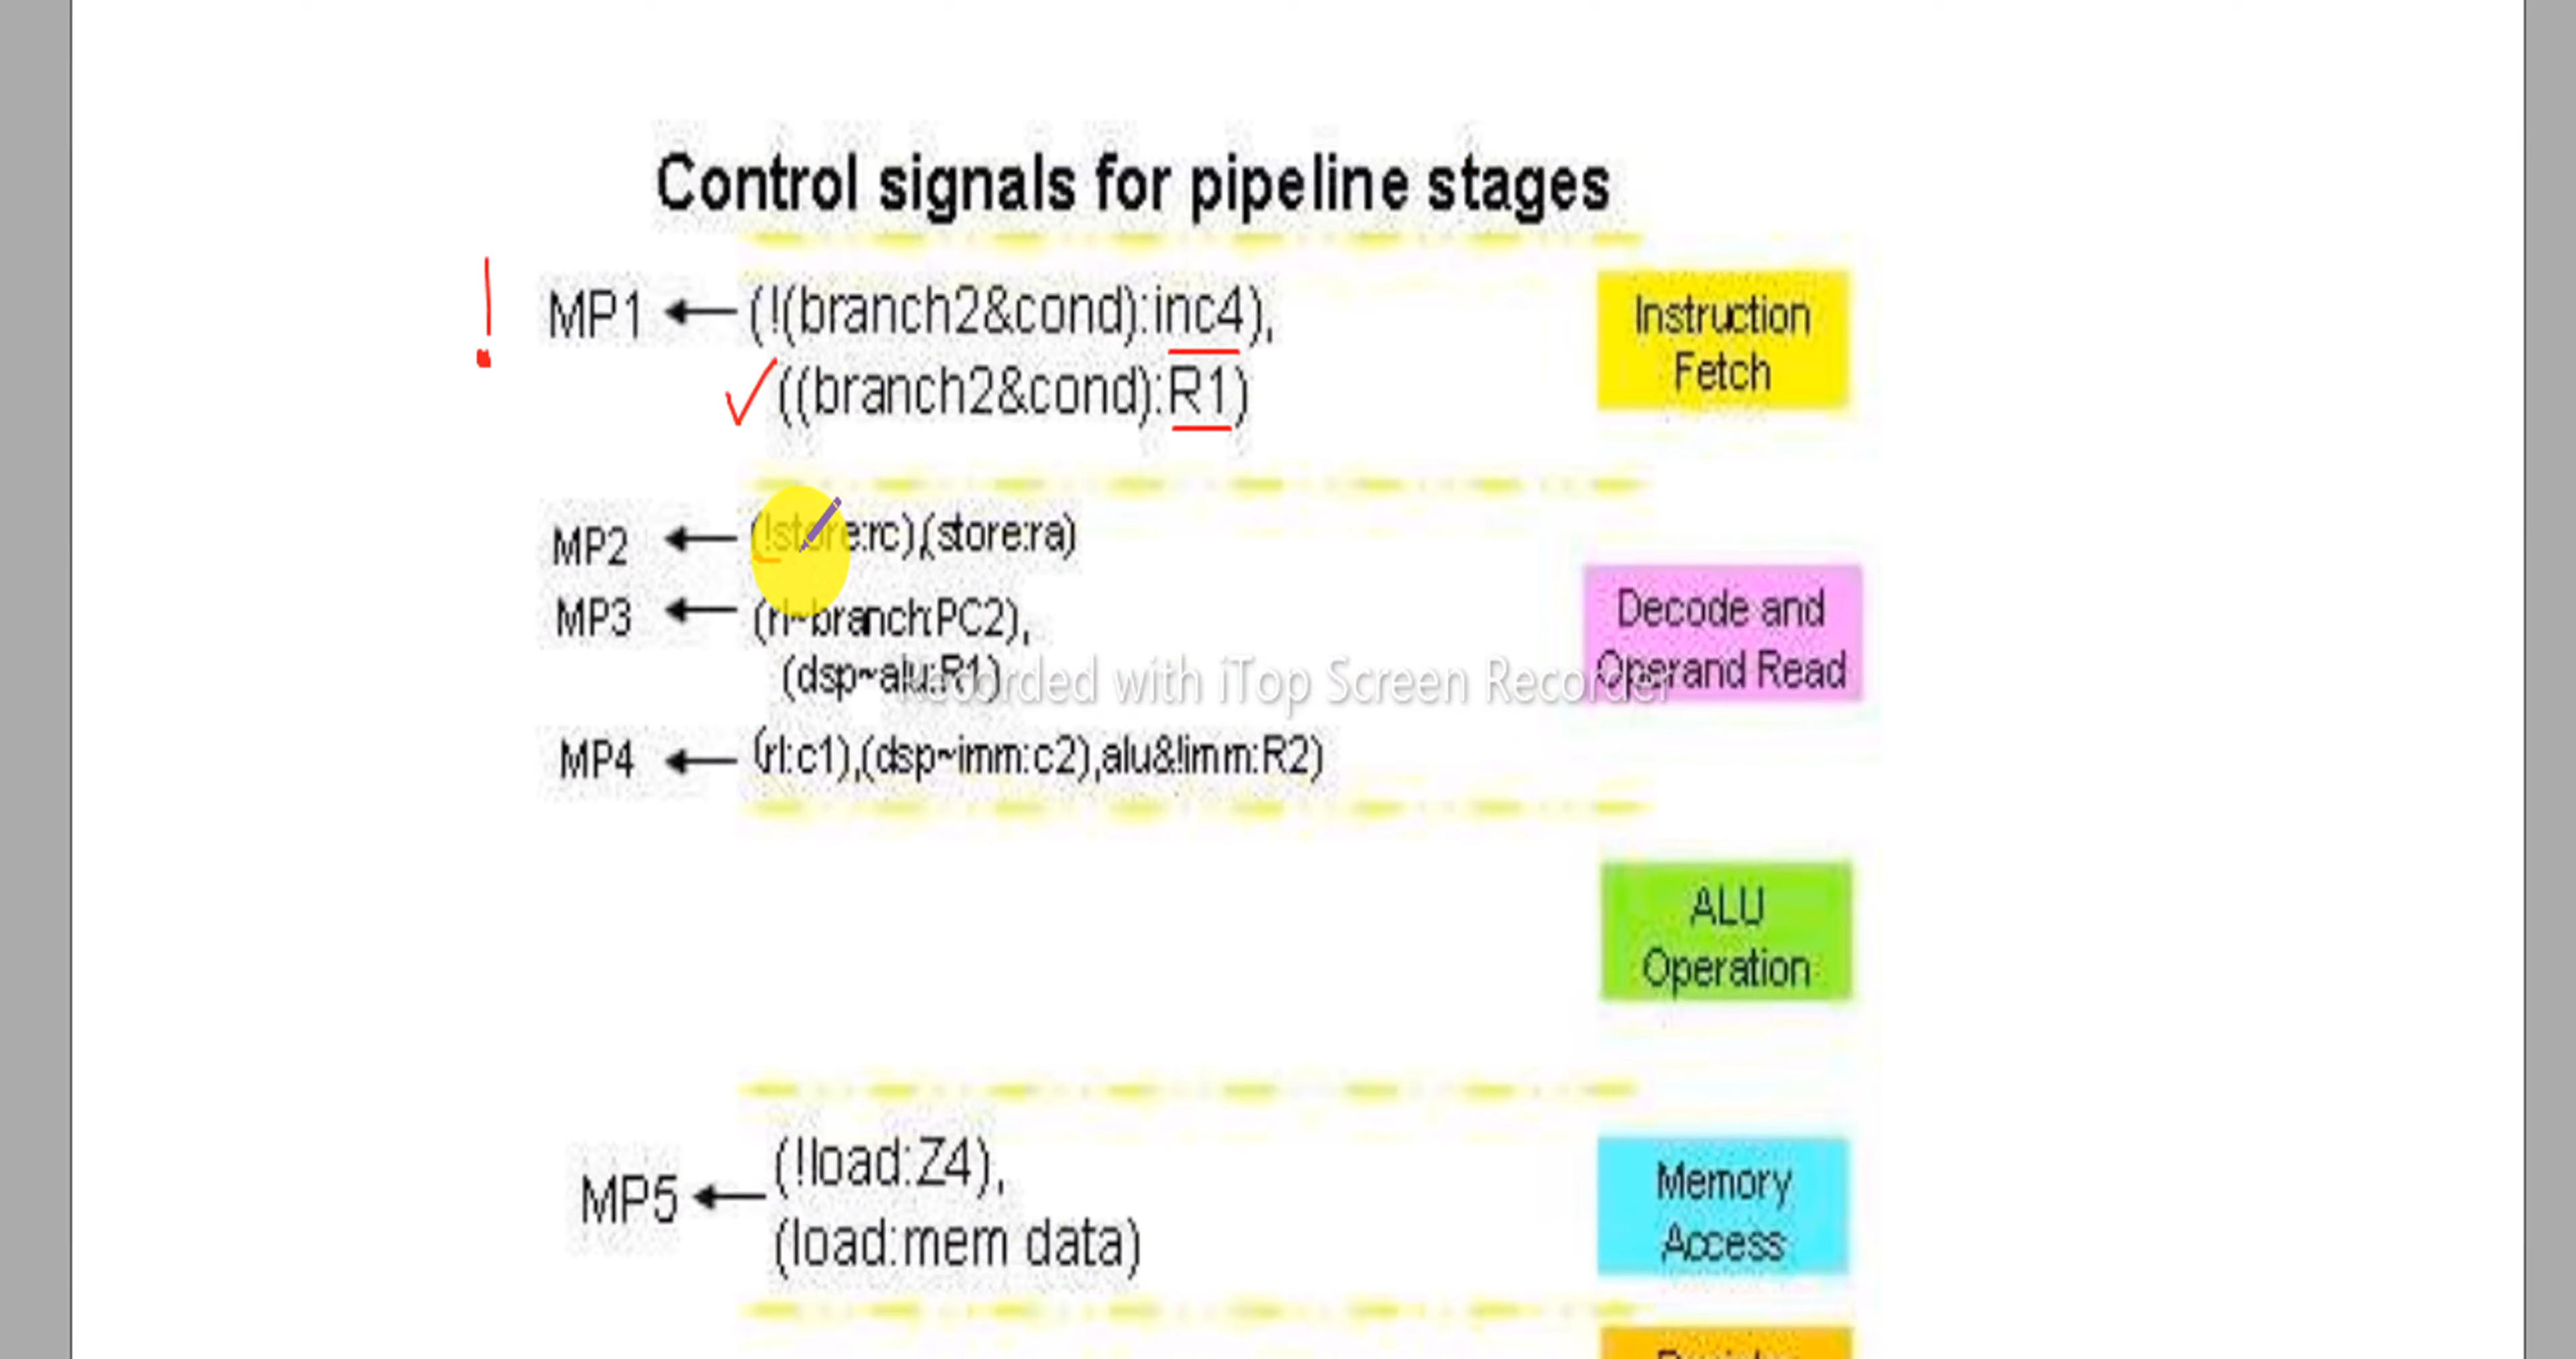 Control signals for pipeline stages
MP1 ← (!(branch2&cond):inc4),
((branch2&cond):R1)
Instruction
Fetch
MP2 ← (!store:rc),(store:ra)
MP3 ← (rl~branch:PC2),
(dsp~alu:R1)
MP4 ← (rl:c1),(dsp~imm:c2),alu&!imm:R2)
Decode and
Operand Read
Recorded with iTop Screen Recorder
ALU
Operation
MP5 ← (!load:Z4),
(load:mem data)
Memory
Access